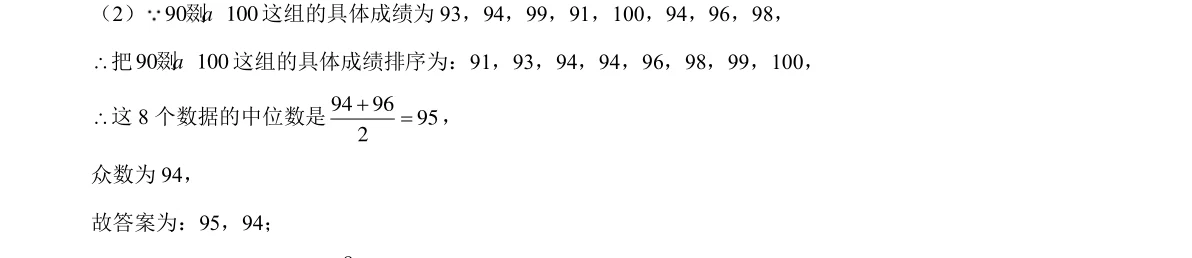 (2) ∵90剟a 100这组的具体成绩为93，94，99，91，100，94，96，98，
∴把90剟a 100这组的具体成绩排序为：91，93，94，94，96，98，99，100，
∴这8个数据的中位数是 (94+96)/2 =95，
众数为94，
故答案为：95，94；